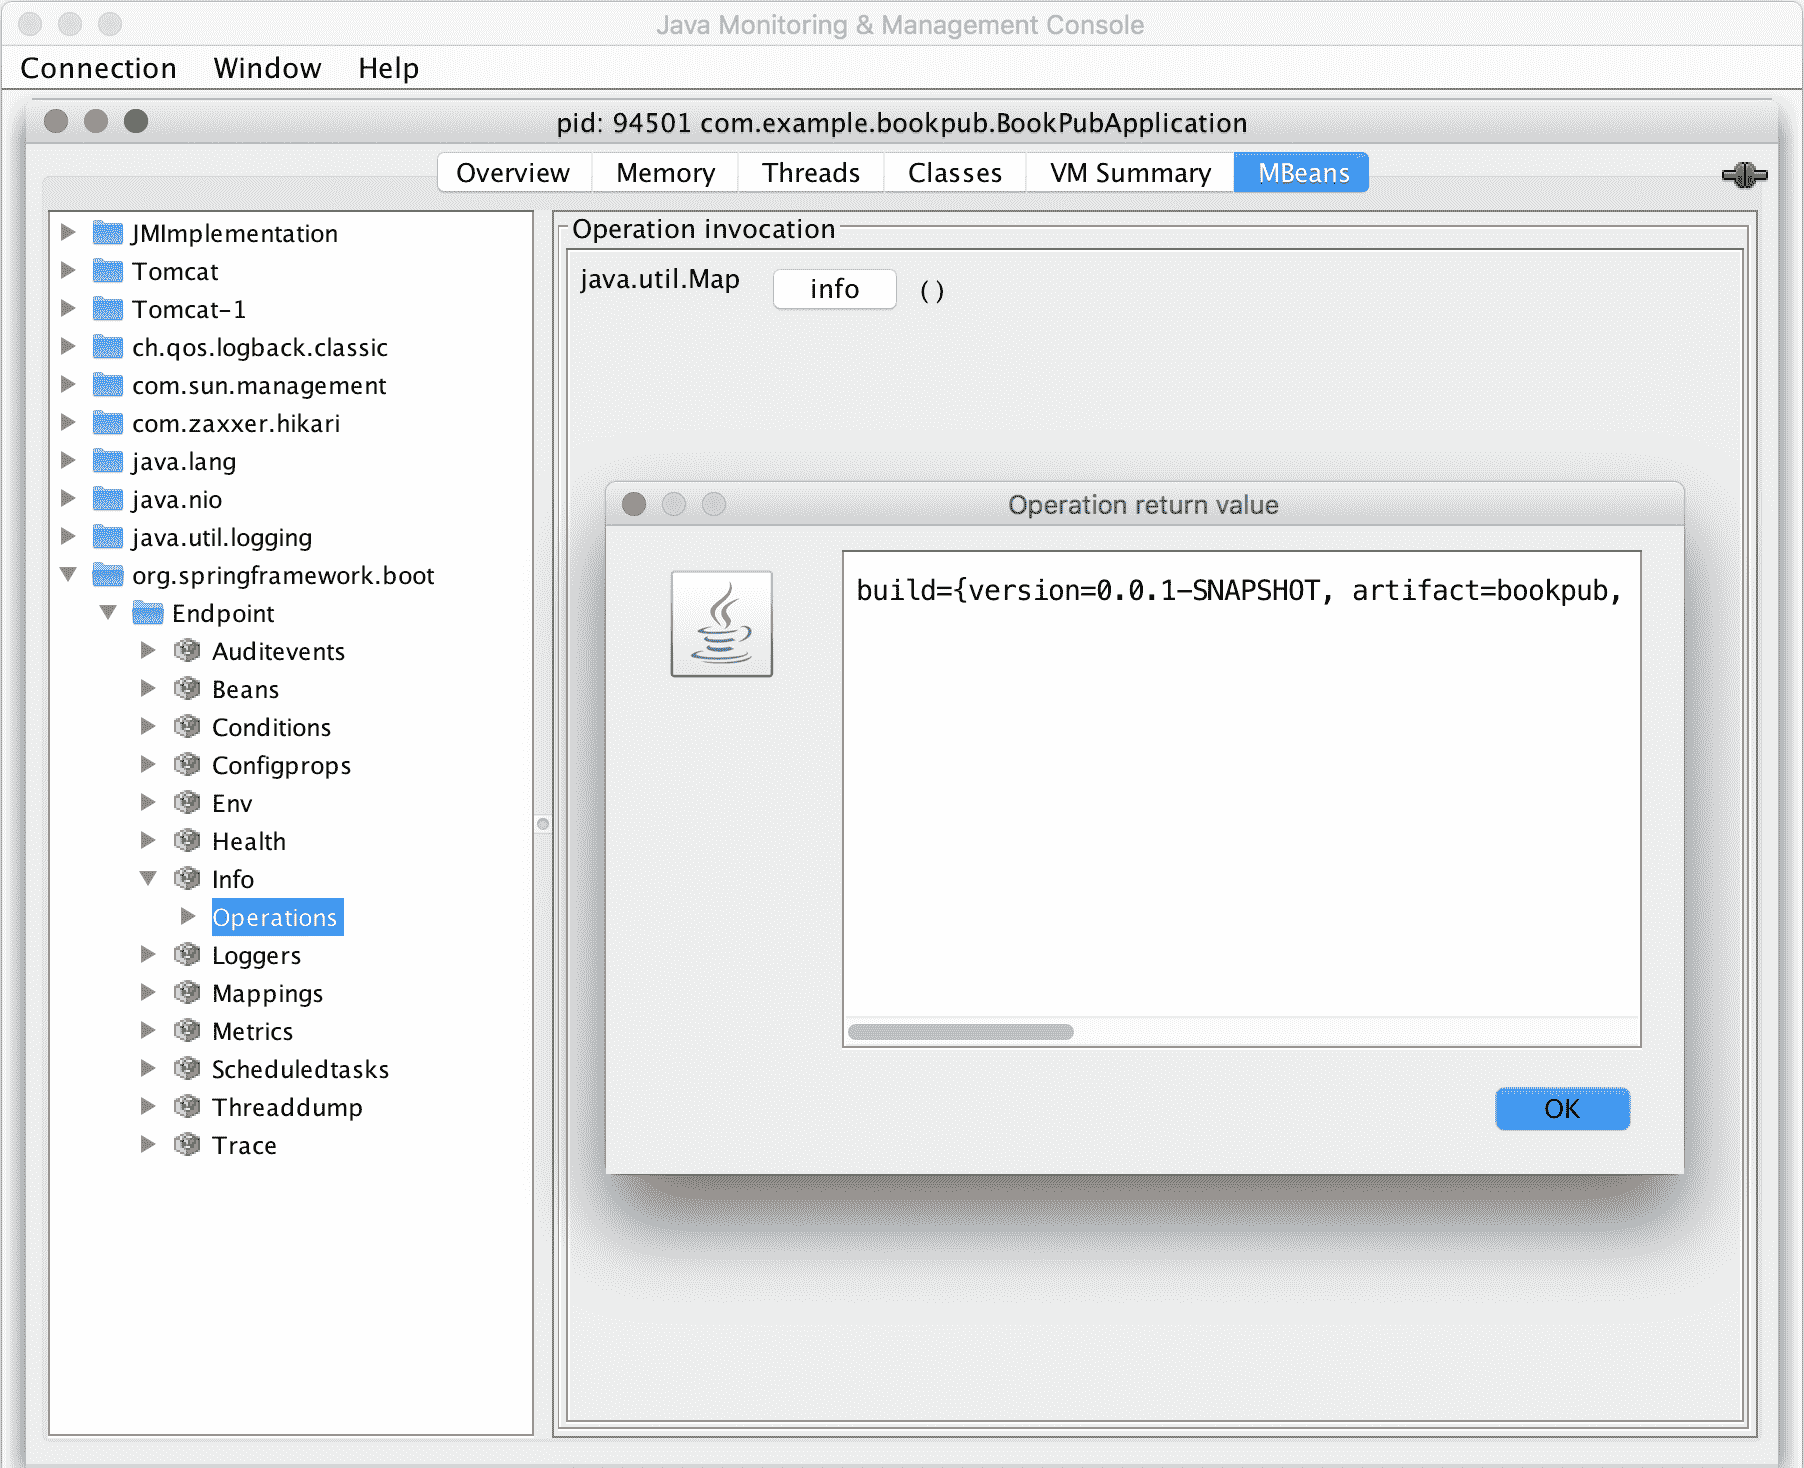 Java Monitoring & Management Console
Connection Window Help
pid: 94501 com.example.bookpub.BookPubApplication
Overview Memory Threads Classes VM Summary MBeans
JMImplementation
Tomcat
Tomcat-1
ch.qos.logback.classic
com.sun.management
com.zaxxer.hikari
java.lang
java.nio
java.util.logging
org.springframework.boot
Endpoint
Auditevents
Beans
Conditions
Configprops
Env
Health
Info
Operations
Loggers
Mappings
Metrics
Scheduledtasks
Threaddump
Trace
Operation invocation
java.util.Map info ()
Operation return value
build={version=0.0.1-SNAPSHOT, artifact=bookpub,
OK